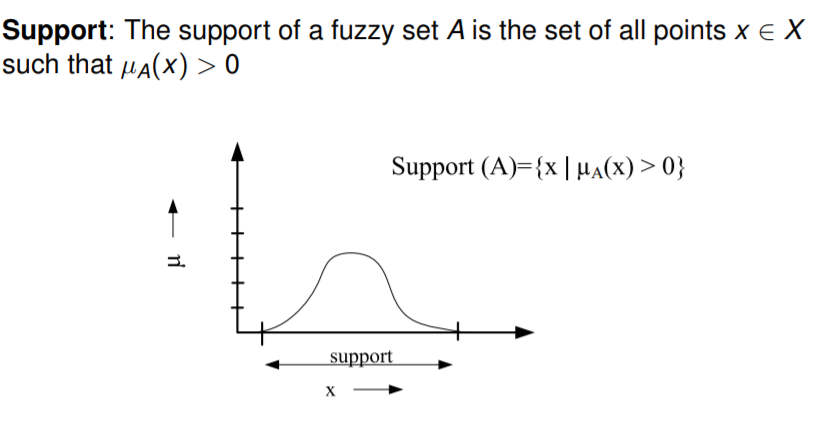 Support: The support of a fuzzy set A is the set of all points x ∈ X
such that μA(x) > 0
Support (A)={x | μA(x) > 0}
μ
support
x